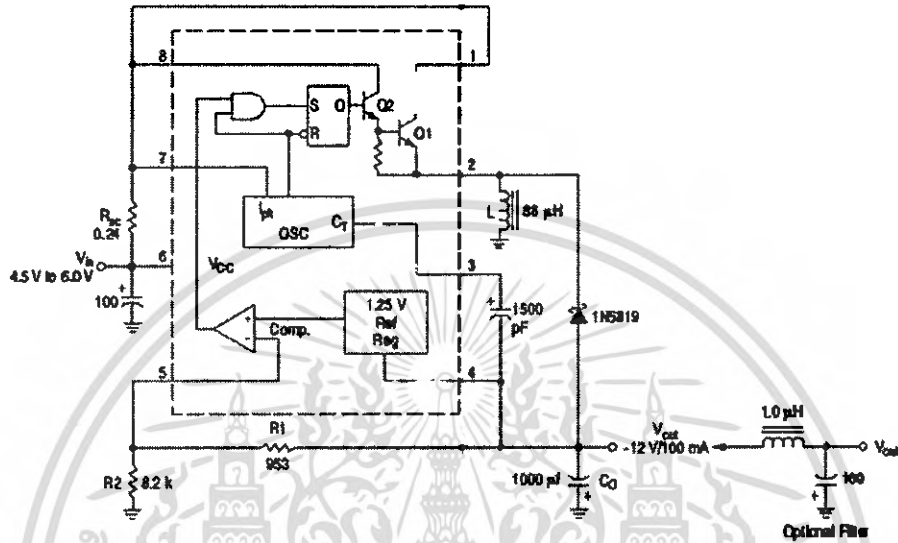 8
1
S
Q
Q2
R
Q1
7
2
Ipk
OSC
CT
L
88 μH
Rsc
0.24
Vin
4.5 V to 6.0 V
6
VCC
3
100
+
1500
pF
+
1N5819
1.25 V
Ref
Reg
+
-
Comp.
5
4
R1
953
R2
8.2 k
Vout
-12 V/100 mA
1.0 μH
Vout
1000 μf
CO
+
100
+
Optional Filter